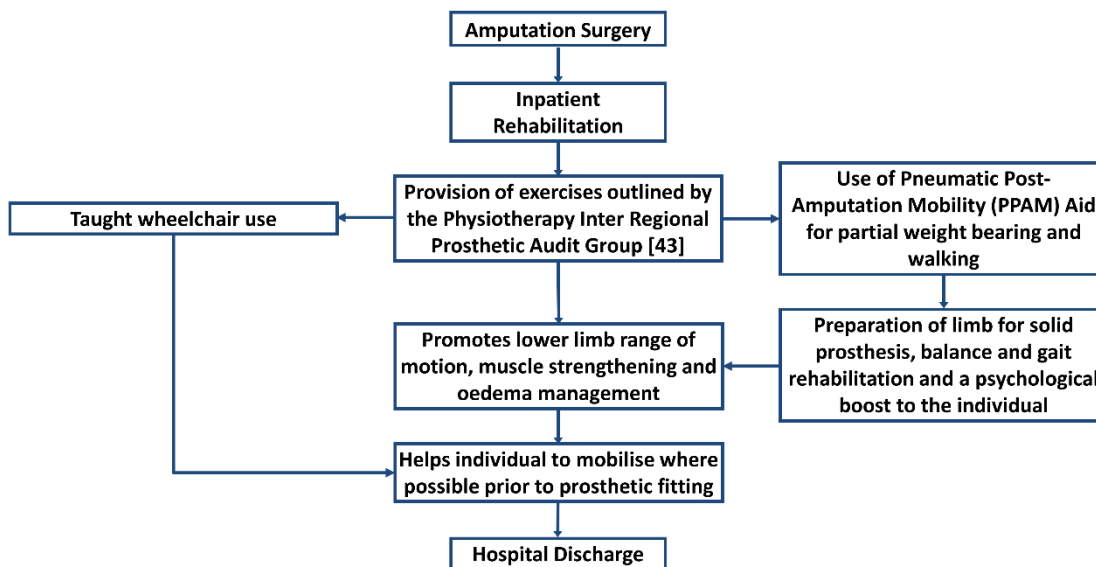 Amputation Surgery
Inpatient
Rehabilitation
Provision of exercises outlined by
the Physiotherapy Inter Regional
Prosthetic Audit Group [43]
Taught wheelchair use
Use of Pneumatic Post-
Amputation Mobility (PPAM) Aid
for partial weight bearing and
walking
Promotes lower limb range of
motion, muscle strengthening and
oedema management
Preparation of limb for solid
prosthesis, balance and gait
rehabilitation and a psychological
boost to the individual
Helps individual to mobilise where
possible prior to prosthetic fitting
Hospital Discharge